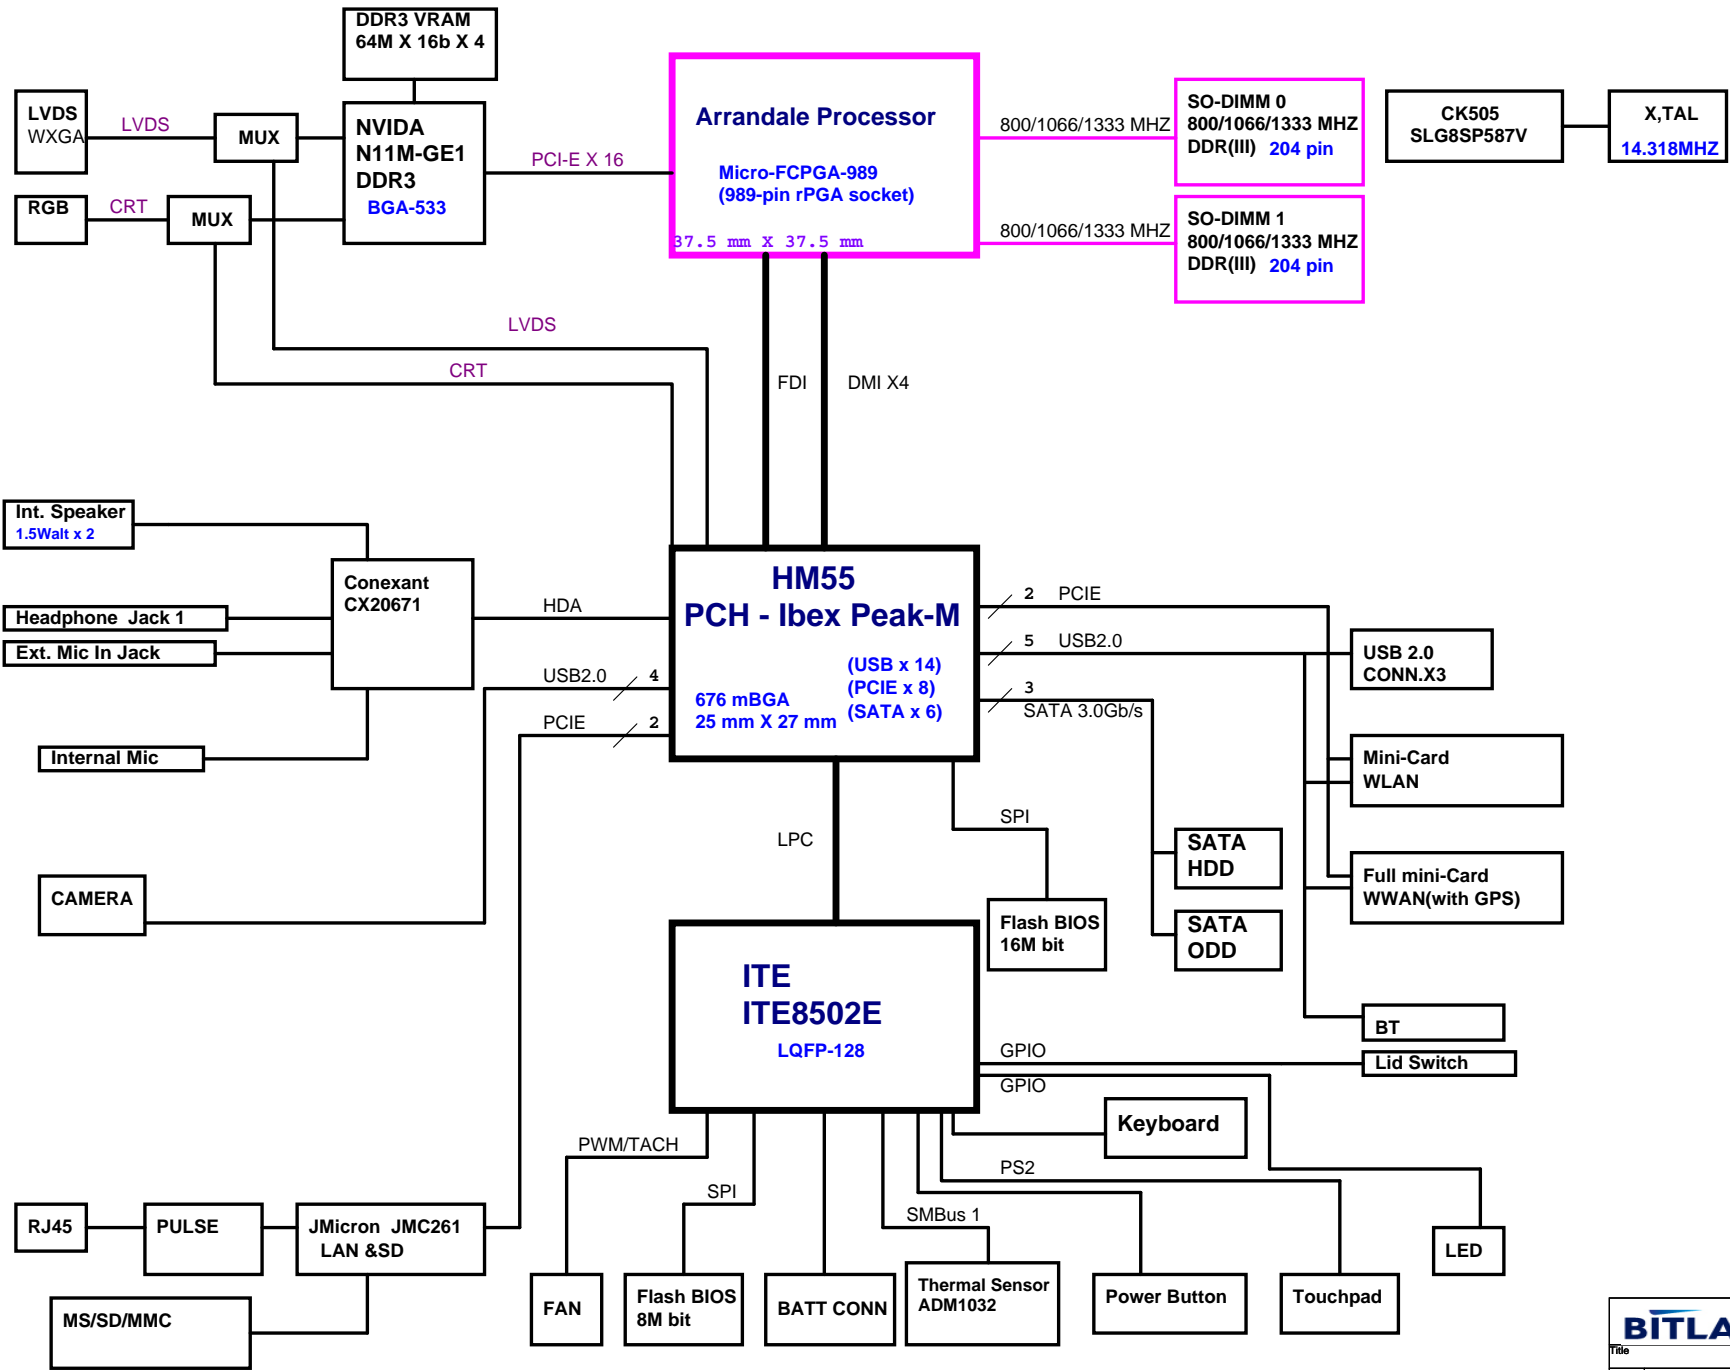 DDR3 VRAM
64M X 16b X 4
LVDS
WXGA
LVDS
MUX
NVIDA
N11M-GE1
DDR3
BGA-533
PCI-E X 16
RGB
CRT
MUX
Arrandale Processor
Micro-FCPGA-989
(989-pin rPGA socket)
37.5 mm X 37.5 mm
800/1066/1333 MHZ
SO-DIMM 0
800/1066/1333 MHZ
DDR(III) 204 pin
800/1066/1333 MHZ
SO-DIMM 1
800/1066/1333 MHZ
DDR(III) 204 pin
CK505
SLG8SP587V
X,TAL
14.318MHZ
LVDS
CRT
FDI
DMI X4
Int. Speaker
1.5Walt x 2
Conexant
CX20671
Headphone Jack 1
Ext. Mic In Jack
Internal Mic
HDA
USB2.0
4
PCIE
2
HM55
PCH - Ibex Peak-M
(USB x 14)
(PCIE x 8)
(SATA x 6)
676 mBGA
25 mm X 27 mm
2 PCIE
5 USB2.0
3
SATA 3.0Gb/s
USB 2.0
CONN.X3
Mini-Card
WLAN
Full mini-Card
WWAN(with GPS)
SATA
HDD
SATA
ODD
BT
Lid Switch
CAMERA
LPC
SPI
Flash BIOS
16M bit
ITE
ITE8502E
LQFP-128
GPIO
GPIO
Keyboard
PS2
PWM/TACH
SPI
SMBus 1
RJ45
PULSE
JMicron JMC261
LAN &SD
MS/SD/MMC
FAN
Flash BIOS
8M bit
BATT CONN
Thermal Sensor
ADM1032
Power Button
Touchpad
LED
BITLA
Title